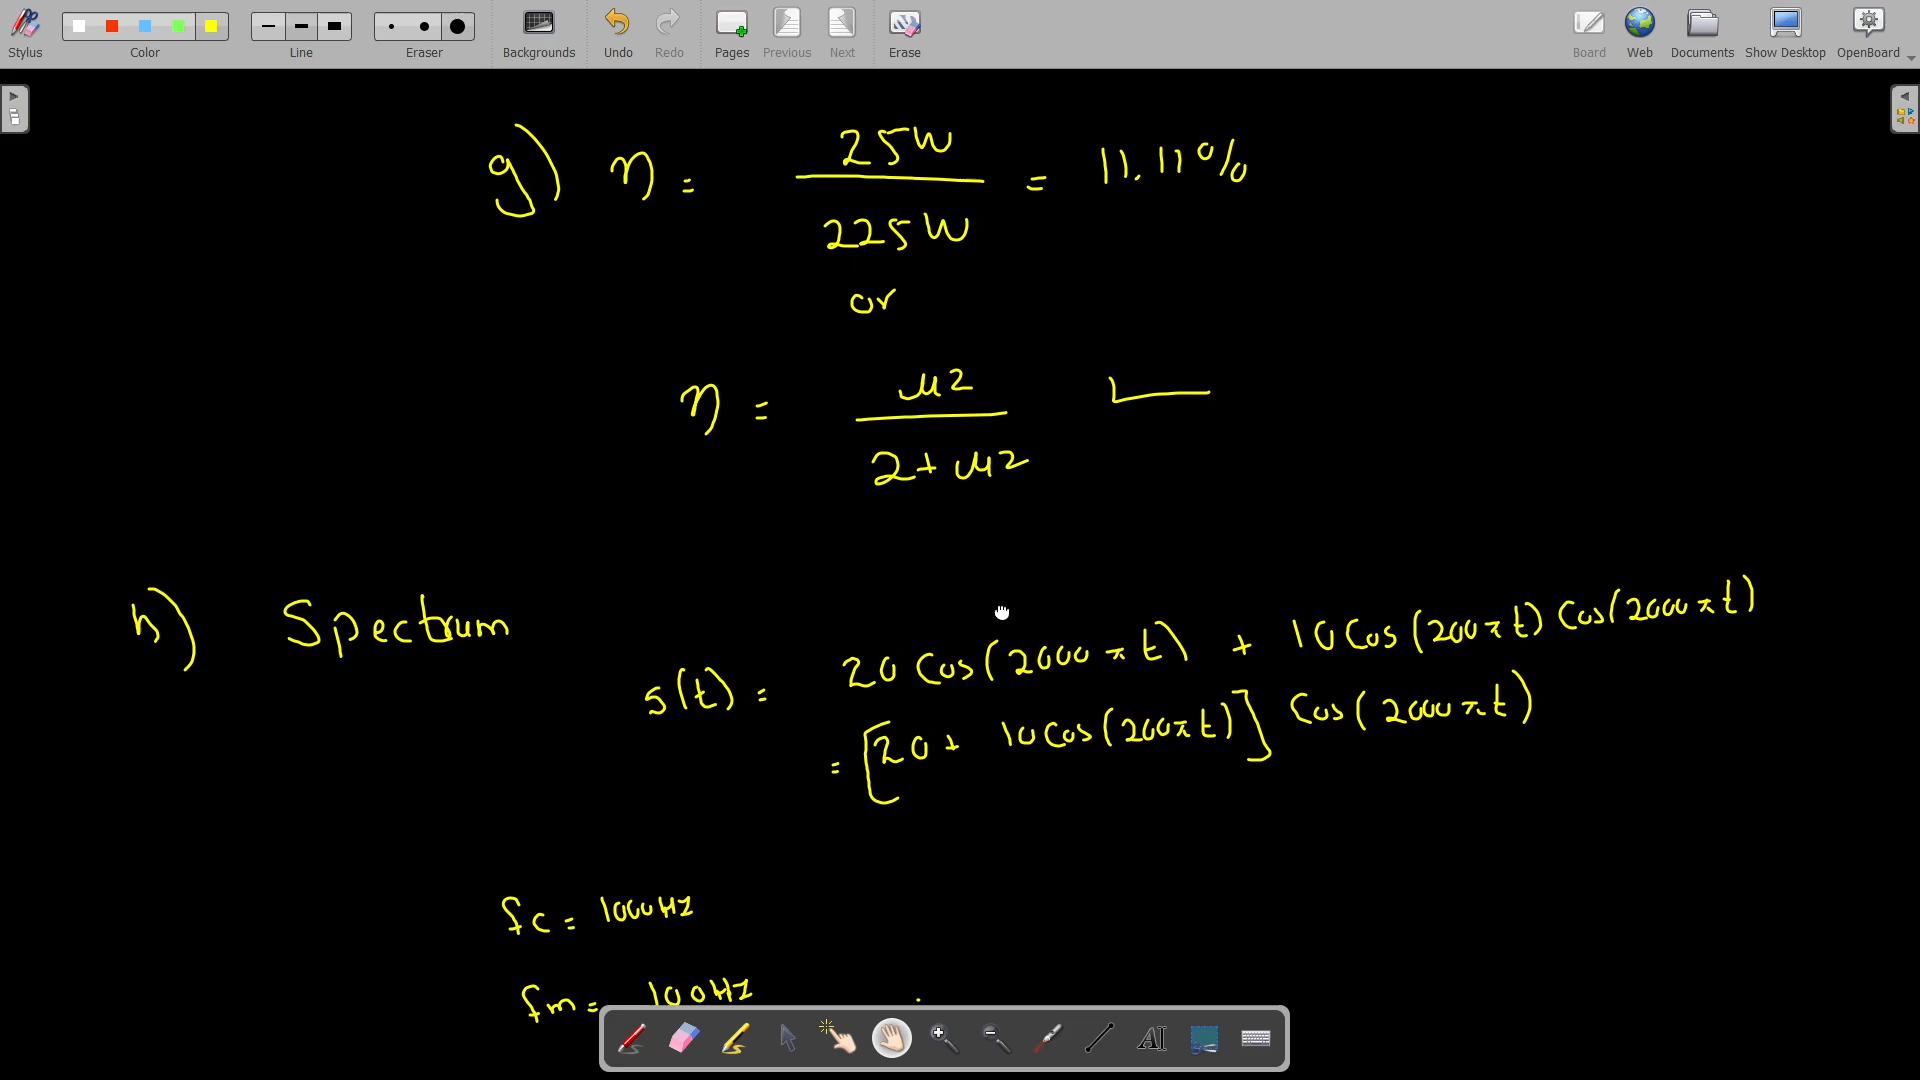 Stylus Color Line Eraser Backgrounds Undo Redo Pages Previous Next Erase Board Web Documents Show Desktop OpenBoard
g) η = 25W / 225W = 11.11%
or
η = μ2 / 2+μ2
h) Spectrum
s(t) = 20 Cos(2000πt) + 10 Cos(200πt) Cos(2000πt)
= [20 + 10 Cos(200πt)] Cos(2000πt)
fc = 1000HZ
fm = 100HZ
AI